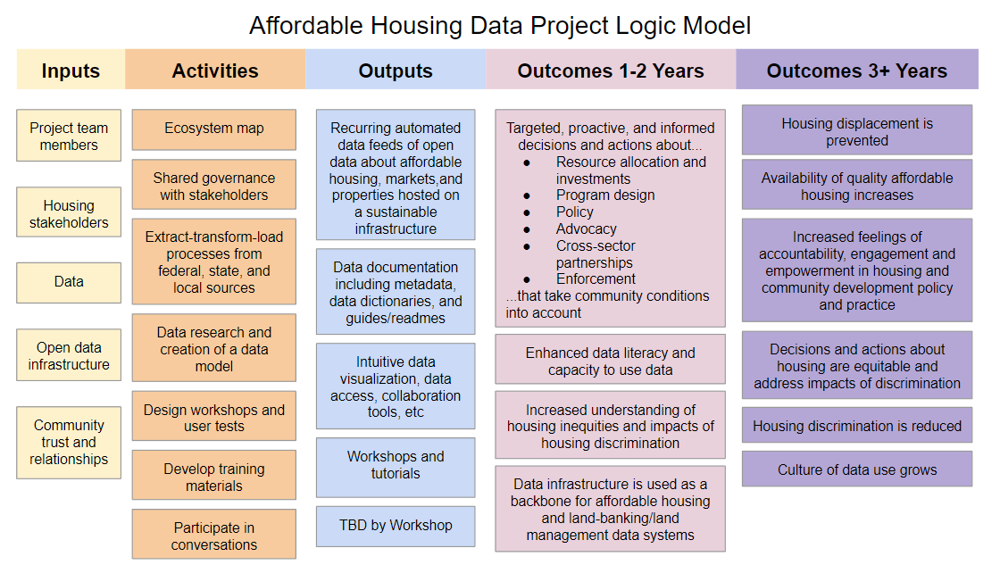 Affordable Housing Data Project Logic Model
Inputs
Activities
Outputs
Outcomes 1-2 Years
Outcomes 3+ Years
Project team
members
Housing
stakeholders
Data
Open data
infrastructure
Community
trust and
relationships
Ecosystem map
Shared governance
with stakeholders
Extract-transform-load
processes from
federal, state, and
local sources
Data research and
creation of a data
model
Design workshops and
user tests
Develop training
materials
Participate in
conversations
Recurring automated
data feeds of open
data about affordable
housing, markets,and
properties hosted on
a sustainable
infrastructure
Data documentation
including metadata,
data dictionaries, and
guides/readmes
Intuitive data
visualization, data
access, collaboration
tools, etc
Workshops and
tutorials
TBD by Workshop
Targeted, proactive, and informed
decisions and actions about...
● Resource allocation and
investments
● Program design
● Policy
● Advocacy
● Cross-sector
partnerships
● Enforcement
...that take community conditions
into account
Enhanced data literacy and
capacity to use data
Increased understanding of
housing inequities and impacts of
housing discrimination
Data infrastructure is used as a
backbone for affordable housing
and land-banking/land
management data systems
Housing displacement is
prevented
Availability of quality affordable
housing increases
Increased feelings of
accountability, engagement and
empowerment in housing and
community development policy
and practice
Decisions and actions about
housing are equitable and
address impacts of discrimination
Housing discrimination is reduced
Culture of data use grows